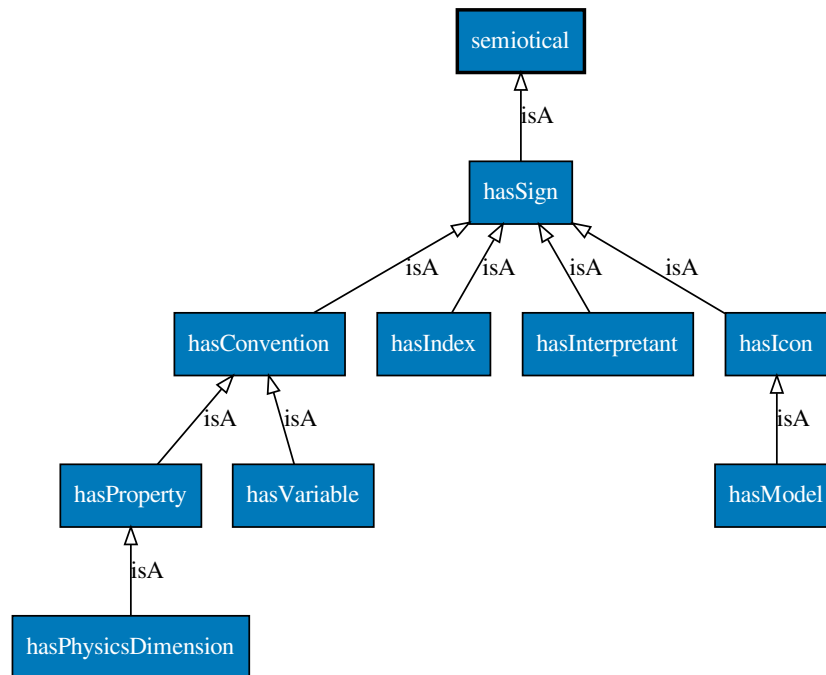 semiotical
isA
hasSign
isA
isA
isA
isA
hasConvention
hasIndex
hasInterpretant
hasIcon
isA
isA
isA
hasProperty
hasVariable
hasModel
isA
hasPhysicsDimension